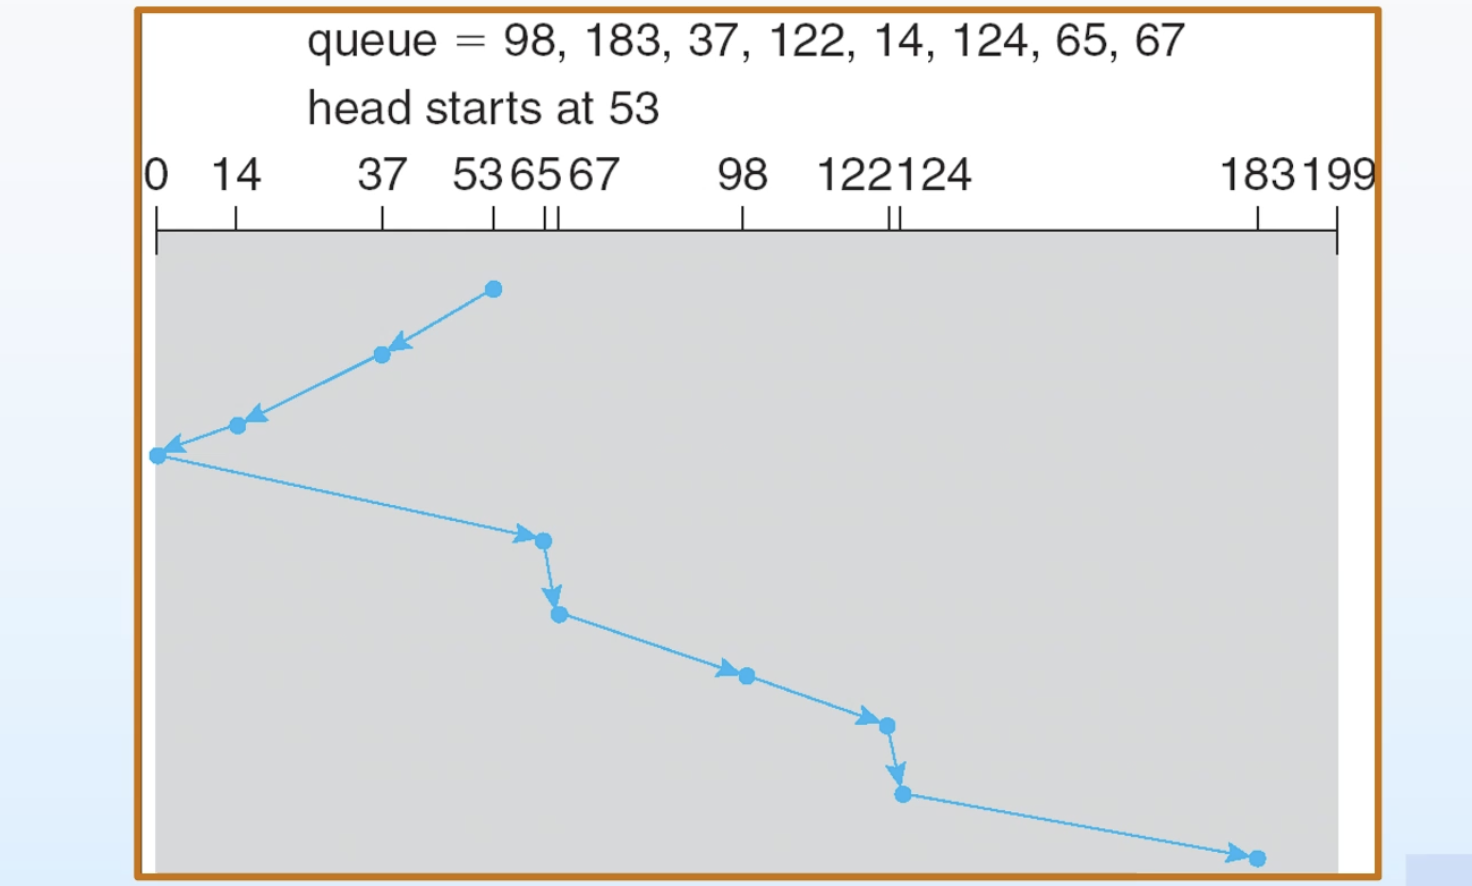 queue = 98, 183, 37, 122, 14, 124, 65, 67
head starts at 53
0 14 37 53 65 67 98 122 124 183 199